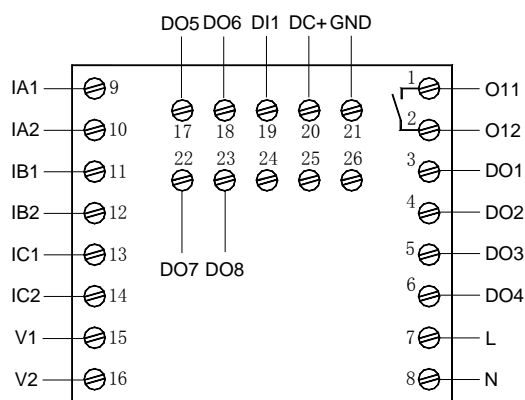 DO5 DO6 DI1 DC+ GND
IA1 9 1 O11
IA2 10 17 18 19 20 21 2 O12
IB1 11 22 23 24 25 26 3 DO1
IB2 12 4 DO2
IC1 13 DO7 DO8 5 DO3
IC2 14 6 DO4
V1 15 7 L
V2 16 8 N